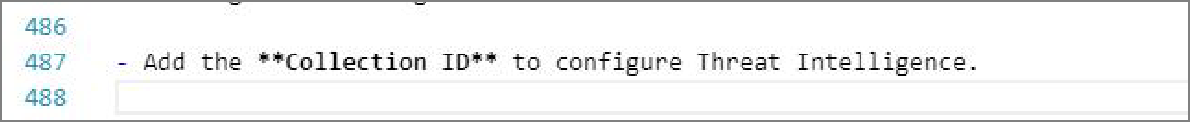 486
487 - Add the **Collection ID** to configure Threat Intelligence.
488